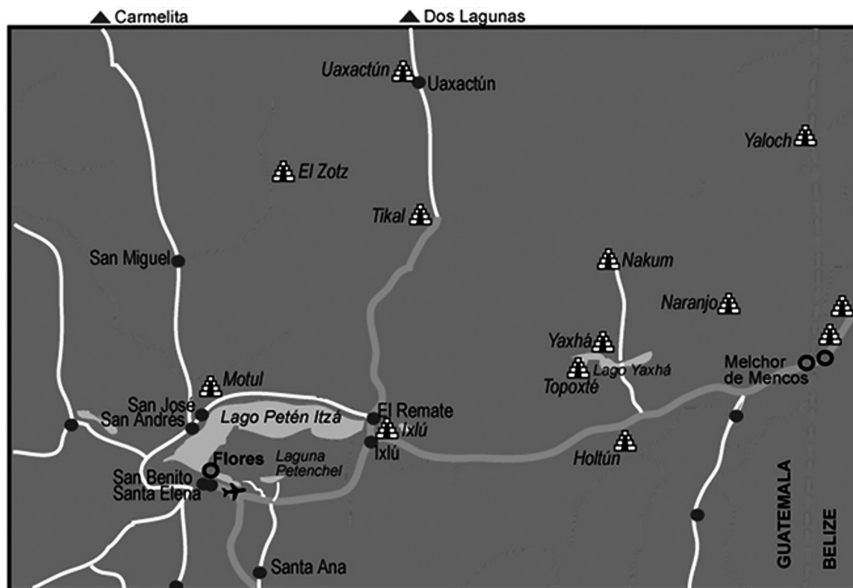 Carmelita
Dos Lagunas
Uaxactún
Uaxactún
Yaloch
El Zotz
Tikal
San Miguel
Nakum
Naranjo
Yaxhá
Lago Yaxhá
Melchor
de Mencos
Topoxté
Motul
San José
San Andrés
Lago Petén Itzá
El Remate
Ixlú
Ixlú
Holtún
Flores
Laguna
Petenchel
San Benito
Santa Elena
Santa Ana
GUATEMALA
BELIZE